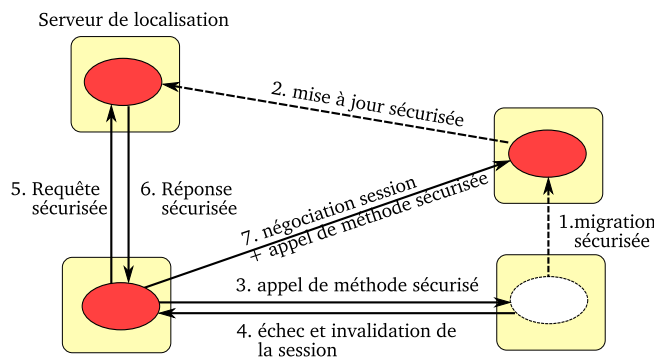 Serveur de localisation
2. mise à jour sécurisée
5. Requête
sécurisée
6. Réponse
sécurisée
7. négociation session
+ appel de méthode sécurisée
1.migration
sécurisée
3. appel de méthode sécurisé
4. échec et invalidation de
la session